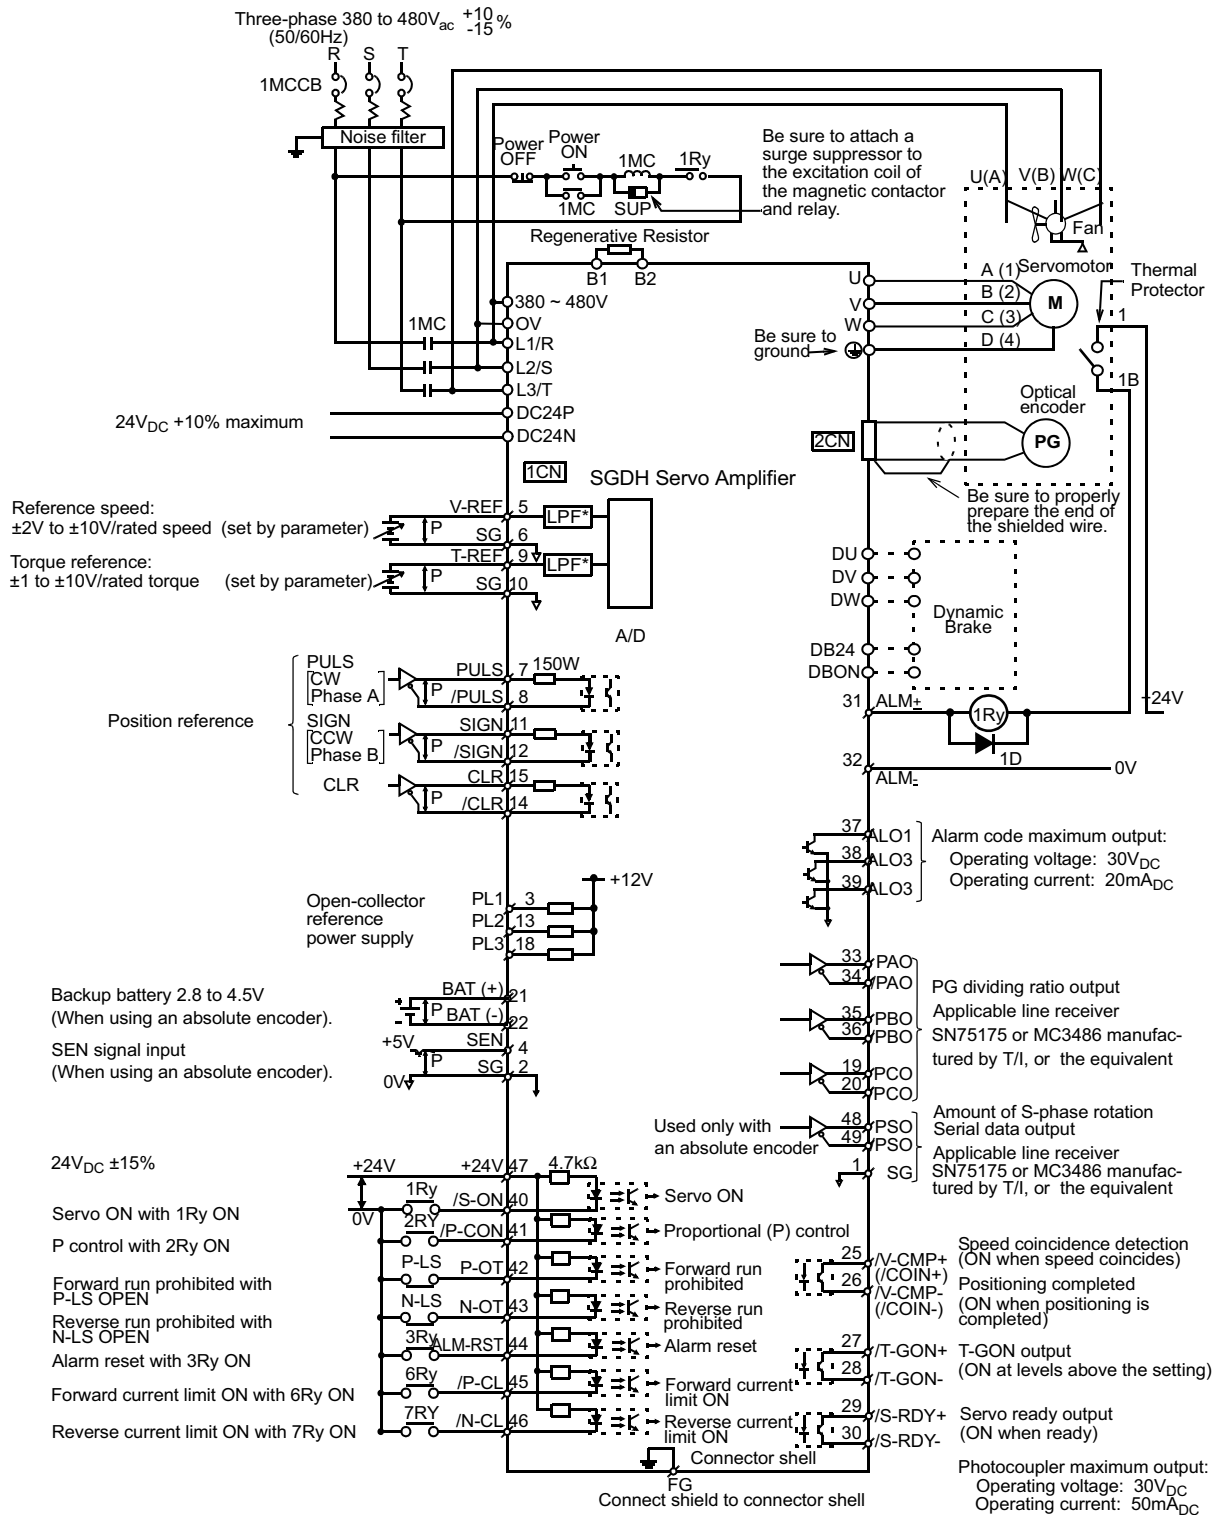 Three-phase 380 to 480Vac +10 -15 %
(50/60Hz)
R S T
1MCCB
Noise filter
Power OFF
Power ON
1MC
1MC
SUP
1Ry
Be sure to attach a
surge suppressor to
the excitation coil of
the magnetic contactor
and relay.
U(A) V(B) W(C)
Fan
Regenerative Resistor
B1 B2
380 ~ 480V
OV
1MC
L1/R
L2/S
L3/T
DC24P
DC24N
24VDC +10% maximum
U
V
W
Be sure to
ground
A (1)
B (2)
C (3)
D (4)
Servomotor
M
Thermal
Protector
1
1B
Optical
encoder
PG
2CN
Be sure to properly
prepare the end of
the shielded wire.
1CN
SGDH Servo Amplifier
Reference speed:
±2V to ±10V/rated speed (set by parameter)
V-REF 5
P
SG 6
LPF*
Torque reference:
±1 to ±10V/rated torque (set by parameter)
T-REF 9
P
SG 10
LPF*
A/D
DU
DV
DW
DB24
DBON
Dynamic
Brake
Position reference
PULS
CW
Phase A
PULS 7
P
/PULS 8
150W
SIGN
CCW
Phase B
SIGN 11
P
/SIGN 12
CLR
CLR 15
P
/CLR 14
31 ALM+
1Ry
1D
+24V
32 ALM-
0V
37 ALO1
38 ALO3
39 ALO3
Alarm code maximum output:
Operating voltage: 30VDC
Operating current: 20mADC
Open-collector
reference
power supply
PL1 3
PL2 13
PL3 18
+12V
33 PAO
34 /PAO
35 PBO
36 /PBO
19 PCO
20 /PCO
PG dividing ratio output
Applicable line receiver
SN75175 or MC3486 manufac-
tured by T/I, or the equivalent
Backup battery 2.8 to 4.5V
(When using an absolute encoder).
+
-
BAT (+) 21
P
BAT (-) 22
SEN signal input
(When using an absolute encoder).
+5V
0V
SEN 4
P
SG 2
Used only with
an absolute encoder
48 PSO
49 /PSO
1 SG
Amount of S-phase rotation
Serial data output
Applicable line receiver
SN75175 or MC3486 manufac-
tured by T/I, or the equivalent
24VDC ±15%
+24V
0V
+24V 47
4.7kΩ
Servo ON with 1Ry ON
1Ry
/S-ON 40
Servo ON
P control with 2Ry ON
2RY
/P-CON 41
Proportional (P) control
Forward run prohibited with
P-LS OPEN
P-LS
P-OT 42
Forward run
prohibited
Reverse run prohibited with
N-LS OPEN
N-LS
N-OT 43
Reverse run
prohibited
Alarm reset with 3Ry ON
3Ry
ALM-RST 44
Alarm reset
Forward current limit ON with 6Ry ON
6Ry
/P-CL 45
Forward current
limit ON
Reverse current limit ON with 7Ry ON
7RY
/N-CL 46
Reverse current
limit ON
25 /V-CMP+
(/COIN+)
26 /V-CMP-
(/COIN-)
Speed coincidence detection
(ON when speed coincides)
Positioning completed
(ON when positioning is
completed)
27 /T-GON+
28 /T-GON-
T-GON output
(ON at levels above the setting)
29 /S-RDY+
30 /S-RDY-
Servo ready output
(ON when ready)
Connector shell
FG
Connect shield to connector shell
Photocoupler maximum output:
Operating voltage: 30VDC
Operating current: 50mADC